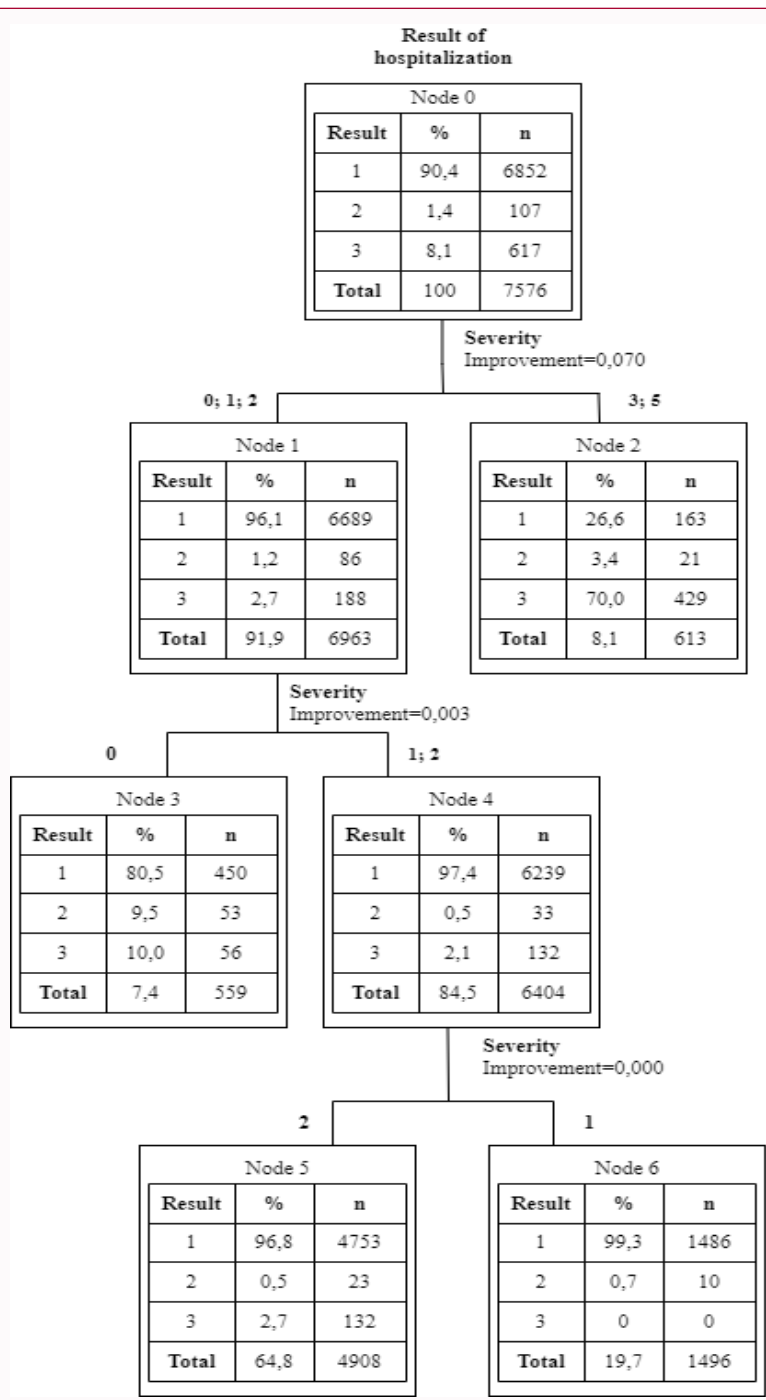 Result of
hospitalization
Node 0
Result % n
1 90,4 6852
2 1,4 107
3 8,1 617
Total 100 7576
Severity
Improvement=0,070
0; 1; 2
3; 5
Node 1
Result % n
1 96,1 6689
2 1,2 86
3 2,7 188
Total 91,9 6963
Node 2
Result % n
1 26,6 163
2 3,4 21
3 70,0 429
Total 8,1 613
Severity
Improvement=0,003
0
1; 2
Node 3
Result % n
1 80,5 450
2 9,5 53
3 10,0 56
Total 7,4 559
Node 4
Result % n
1 97,4 6239
2 0,5 33
3 2,1 132
Total 84,5 6404
Severity
Improvement=0,000
2
1
Node 5
Result % n
1 96,8 4753
2 0,5 23
3 2,7 132
Total 64,8 4908
Node 6
Result % n
1 99,3 1486
2 0,7 10
3 0 0
Total 19,7 1496